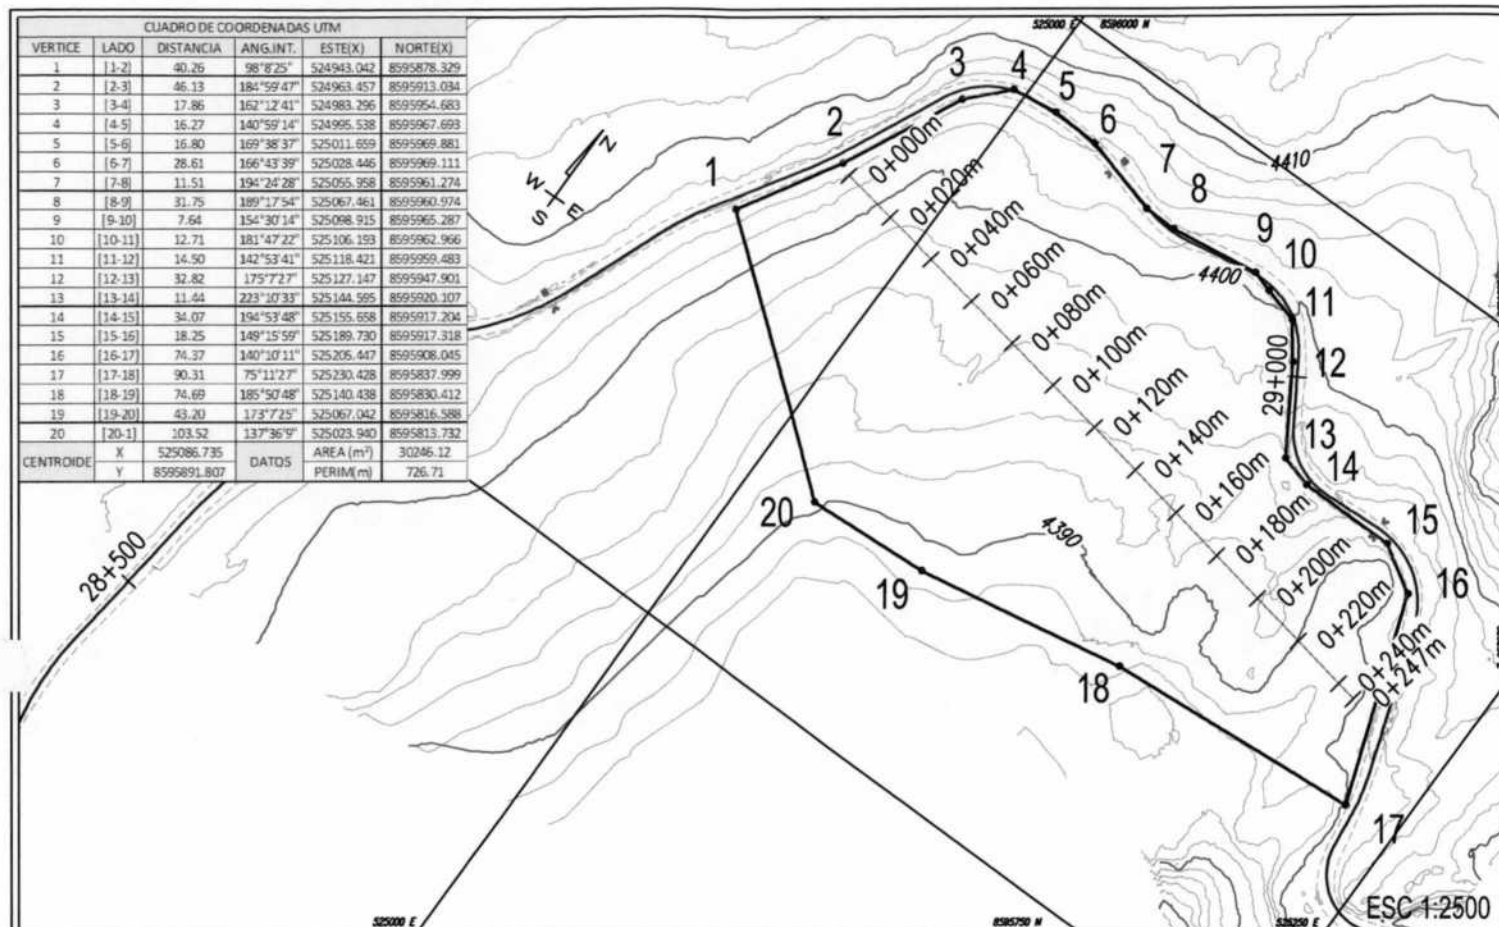 CUADRO DE COORDENADAS UTM
VERTICE LADO DISTANCIA ANG.INT. ESTE(X) NORTE(X)
1 [1-2] 40.26 98°8'25" 524943.042 8595878.329
2 [2-3] 46.13 184°59'47" 524963.457 8595913.034
3 [3-4] 17.86 162°12'41" 524983.296 8595954.683
4 [4-5] 16.27 140°59'14" 524995.538 8595967.693
5 [5-6] 16.80 169°38'37" 525011.659 8595969.881
6 [6-7] 28.61 166°43'39" 525028.446 8595969.111
7 [7-8] 11.51 194°24'28" 525055.958 8595961.274
8 [8-9] 31.75 189°17'54" 525067.461 8595960.974
9 [9-10] 7.64 154°30'14" 525098.915 8595965.287
10 [10-11] 12.71 181°47'22" 525106.193 8595962.966
11 [11-12] 14.50 142°53'41" 525118.421 8595959.483
12 [12-13] 32.82 175°7'27" 525127.147 8595947.901
13 [13-14] 11.44 223°10'33" 525144.595 8595920.107
14 [14-15] 34.07 194°53'48" 525155.658 8595917.204
15 [15-16] 18.25 149°15'59" 525189.730 8595917.318
16 [16-17] 74.37 140°10'11" 525205.447 8595908.045
17 [17-18] 90.31 75°11'27" 525230.428 8595837.999
18 [18-19] 74.69 185°50'48" 525140.438 8595830.412
19 [19-20] 43.20 173°7'25" 525067.042 8595816.588
20 [20-1] 103.52 137°36'9" 525023.940 8595813.732
CENTROIDE X 525086.735 DATOS AREA (m²) 30246.12
Y 8595891.807 PERIM(m) 726.71
525000 E 8596000 N
1
2
3
4
5
6
7
8
9
10
11
12
13
14
15
16
17
18
19
20
N
W
E
S
4410
4400
4390
0+000m
0+020m
0+040m
0+060m
0+080m
0+100m
0+120m
0+140m
0+160m
0+180m
0+200m
0+220m
0+240m
0+247m
29+000
28+500
525000 E
8595750 N
525250 E
ESC 1:2500